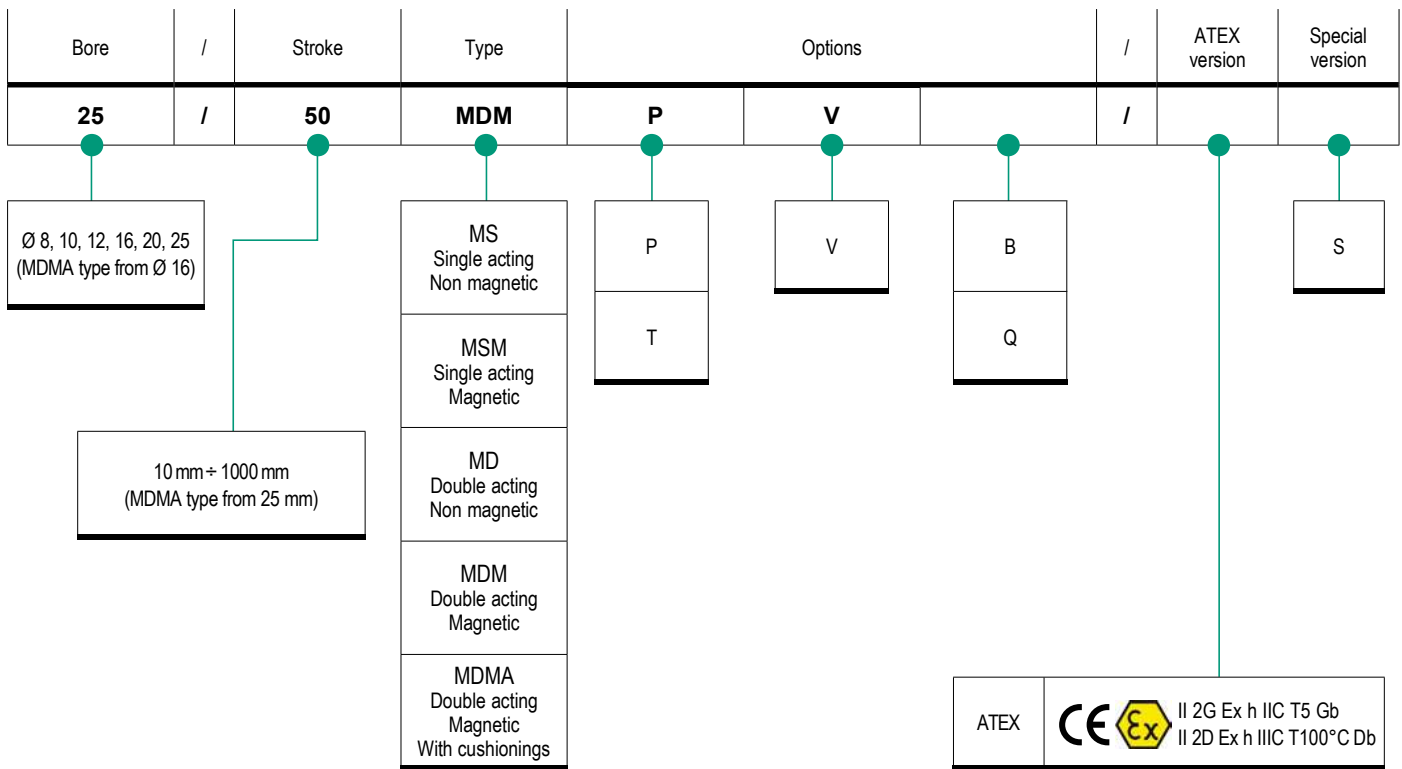 Bore / Stroke Type Options / ATEX version Special version
25 / 50 MDM P V /
Ø 8, 10, 12, 16, 20, 25
(MDMA type from Ø 16)
10 mm ÷ 1000 mm
(MDMA type from 25 mm)
MS
Single acting
Non magnetic
MSM
Single acting
Magnetic
MD
Double acting
Non magnetic
MDM
Double acting
Magnetic
MDMA
Double acting
Magnetic
With cushionings
P
T
V
B
Q
S
ATEX
CE Ex
II 2G Ex h IIC T5 Gb
II 2D Ex h IIIC T100°C Db